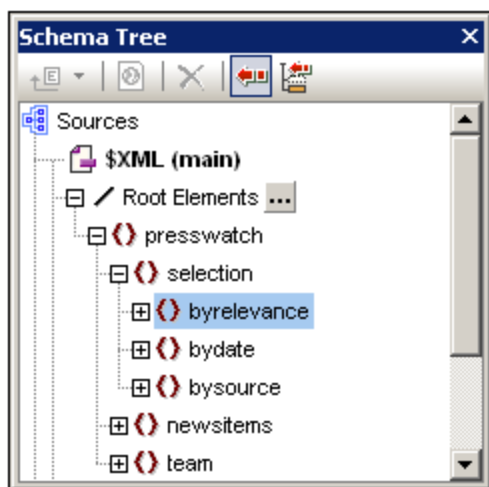 Schema Tree
E
Sources
$XML (main)
Root Elements ...
presswatch
selection
byrelevance
bydate
bysource
newsitems
team